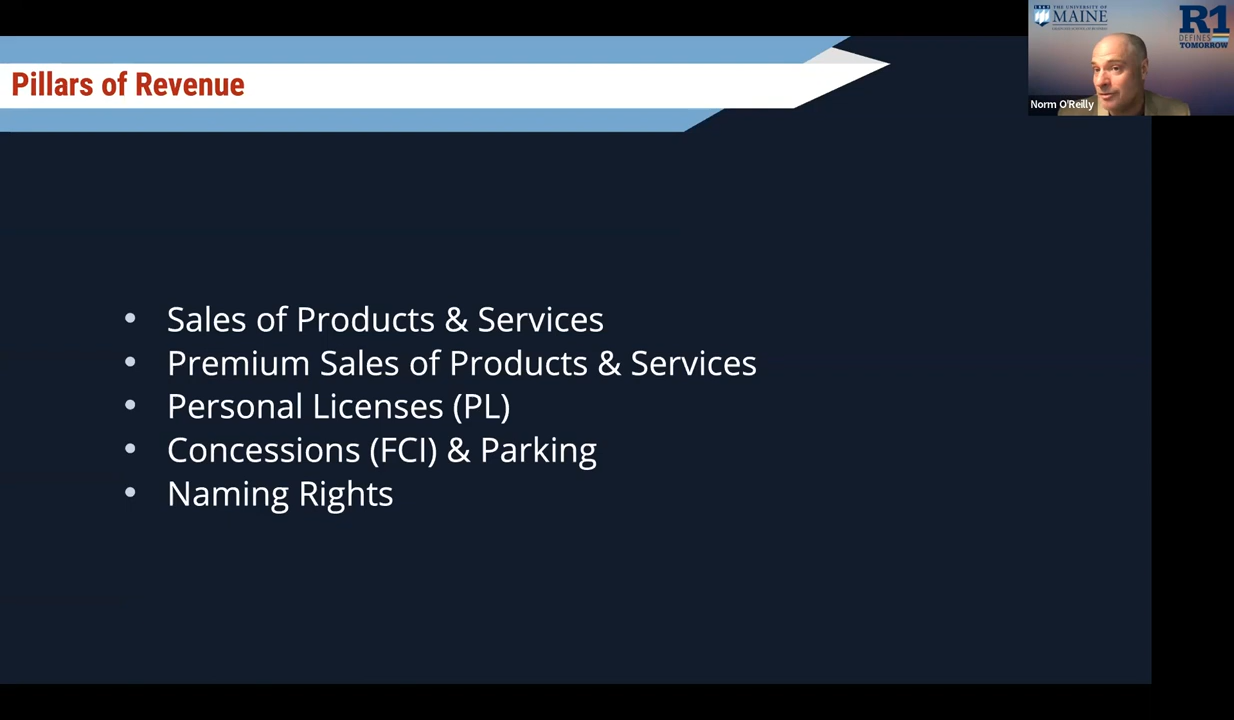 Pillars of Revenue
THE UNIVERSITY OF
MAINE
R1
DEFINES
TOMORROW
Norm O'Reilly
• Sales of Products & Services
• Premium Sales of Products & Services
• Personal Licenses (PL)
• Concessions (FCI) & Parking
• Naming Rights